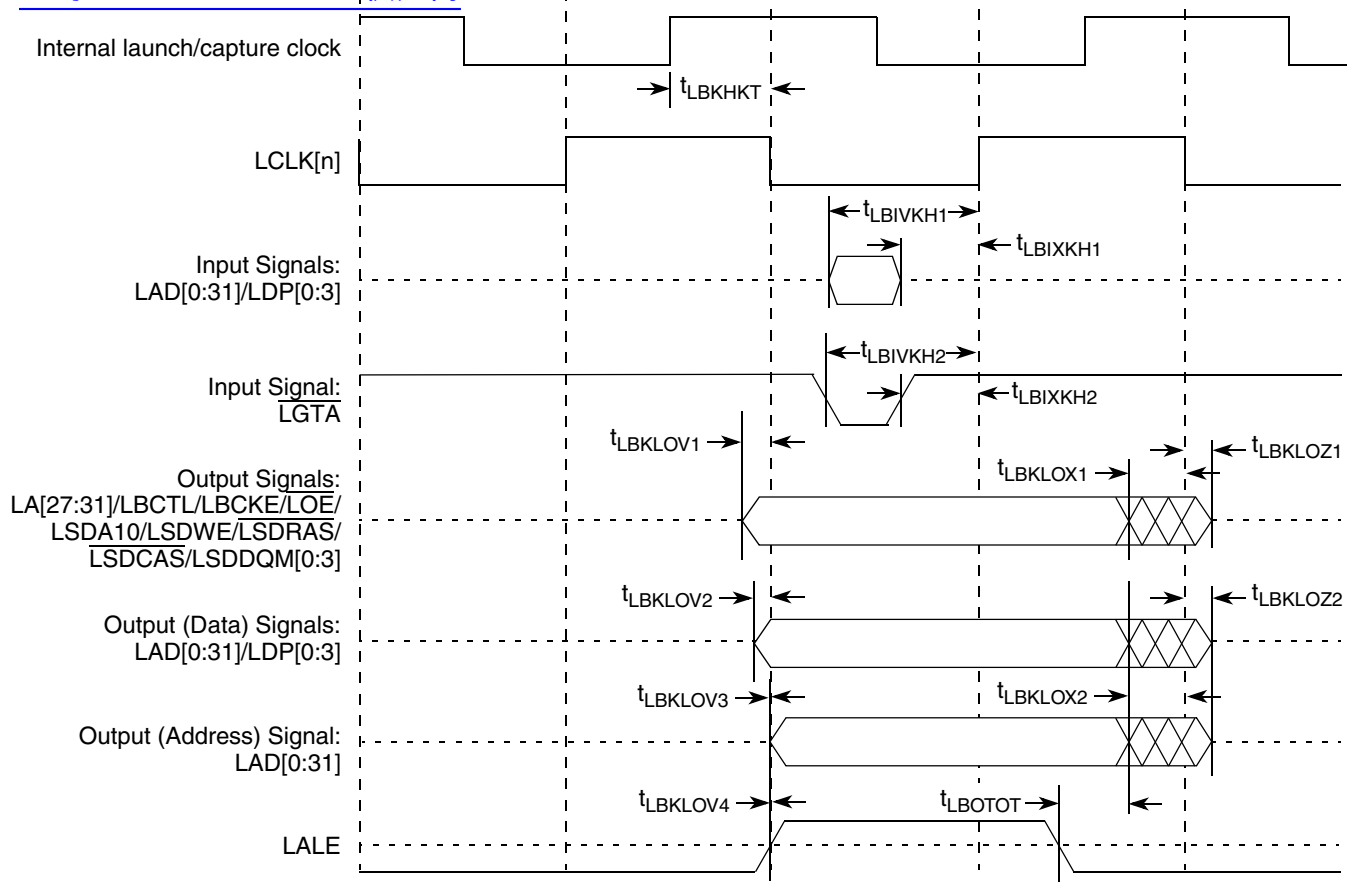 Internal launch/capture clock
tLBKHKT
LCLK[n]
tLBIVKH1
tLBIXKH1
Input Signals:
LAD[0:31]/LDP[0:3]
tLBIVKH2
Input Signal:
LGTA
tLBIXKH2
tLBKLOV1
tLBKLOZ1
tLBKLOX1
Output Signals:
LA[27:31]/LBCTL/LBCKE/LOE/
LSDA10/LSDWE/LSDRAS/
LSDCAS/LSDDQM[0:3]
tLBKLOV2
tLBKLOZ2
Output (Data) Signals:
LAD[0:31]/LDP[0:3]
tLBKLOV3
tLBKLOX2
Output (Address) Signal:
LAD[0:31]
tLBKLOV4
tLBOTOT
LALE